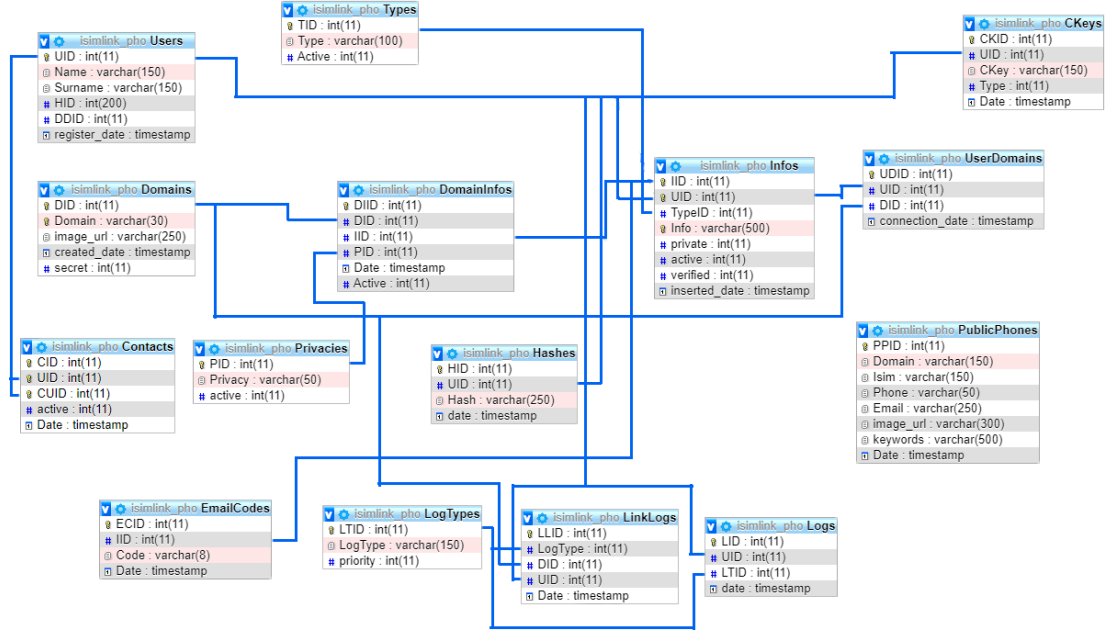 isimlink_pho Types
TID : int(11)
Type : varchar(100)
Active : int(11)
isimlink_pho CKeys
CKID : int(11)
UID : int(11)
CKey : varchar(150)
Type : int(11)
Date : timestamp
isimlink_pho Users
UID : int(11)
Name : varchar(150)
Surname : varchar(150)
HID : int(200)
DDID : int(11)
register_date : timestamp
isimlink_pho Domains
DID : int(11)
Domain : varchar(30)
image_url : varchar(250)
created_date : timestamp
secret : int(11)
isimlink_pho DomainInfos
DIID : int(11)
DID : int(11)
IID : int(11)
PID : int(11)
Date : timestamp
Active : int(11)
isimlink_pho Infos
IID : int(11)
UID : int(11)
TypeID : int(11)
Info : varchar(500)
private : int(11)
active : int(11)
verified : int(11)
inserted_date : timestamp
isimlink_pho UserDomains
UDID : int(11)
UID : int(11)
DID : int(11)
connection_date : timestamp
isimlink_pho Contacts
CID : int(11)
UID : int(11)
CUID : int(11)
active : int(11)
Date : timestamp
isimlink_pho Privacies
PID : int(11)
Privacy : varchar(50)
active : int(11)
isimlink_pho Hashes
HID : int(11)
UID : int(11)
Hash : varchar(250)
date : timestamp
isimlink_pho PublicPhones
PPID : int(11)
Domain : varchar(150)
Isim : varchar(150)
Phone : varchar(50)
Email : varchar(250)
image_url : varchar(300)
keywords : varchar(500)
Date : timestamp
isimlink_pho EmailCodes
ECID : int(11)
IID : int(11)
Code : varchar(8)
Date : timestamp
isimlink_pho LogTypes
LTID : int(11)
LogType : varchar(150)
priority : int(11)
isimlink_pho LinkLogs
LLID : int(11)
LogType : int(11)
DID : int(11)
UID : int(11)
Date : timestamp
isimlink_pho Logs
LID : int(11)
UID : int(11)
LTID : int(11)
date : timestamp